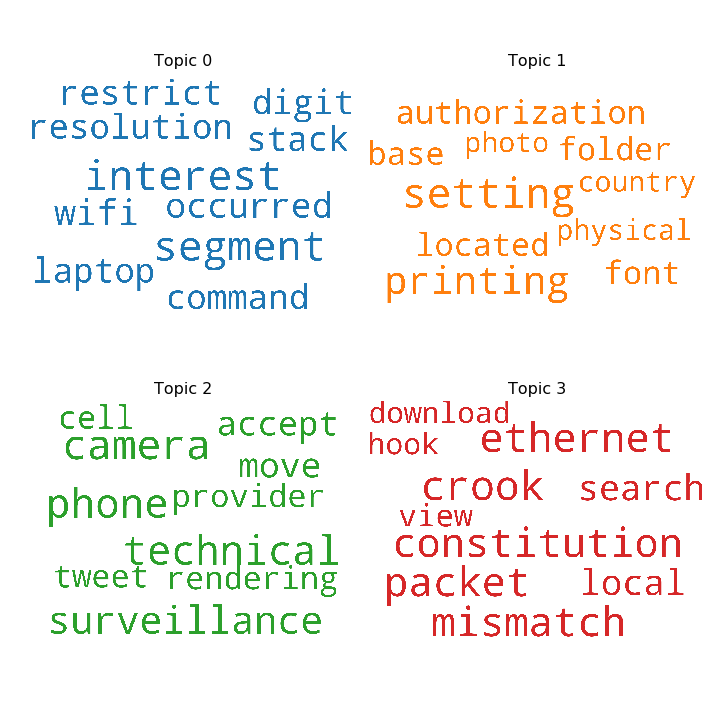 Topic 0
restrict
digit
resolution
stack
interest
wifi
occurred
segment
laptop
command
Topic 1
authorization
base
photo
folder
setting
country
located
physical
printing
font
Topic 2
cell
accept
camera
move
phone
provider
technical
tweet
rendering
surveillance
Topic 3
download
hook
ethernet
crook
search
view
constitution
packet
local
mismatch